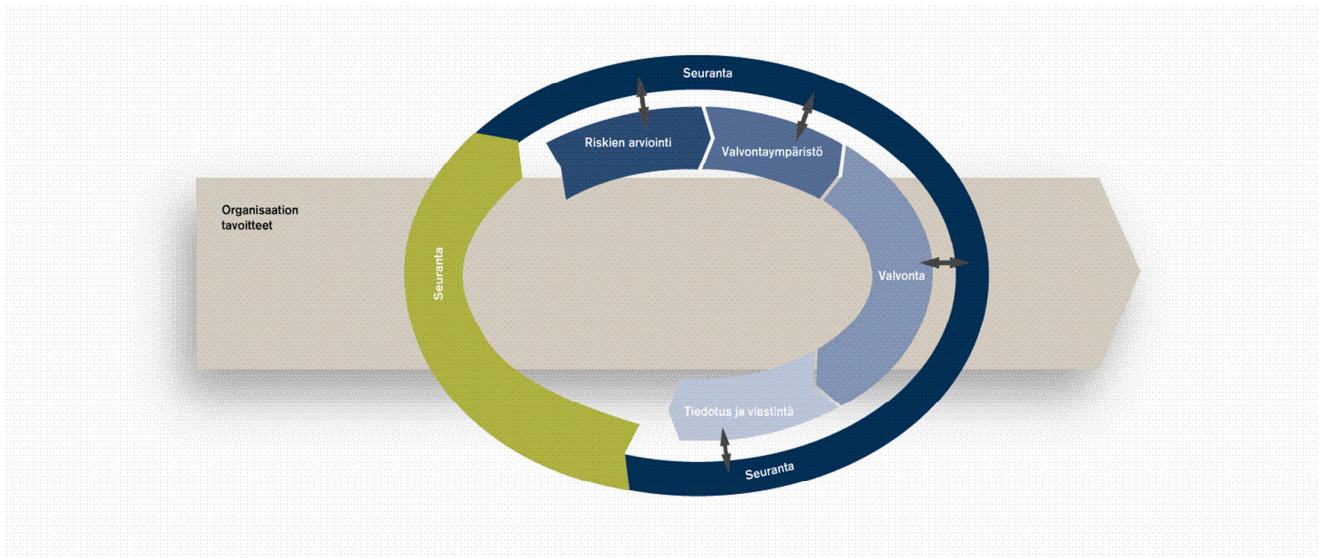 Seuranta
Riskien arviointi
Valvontaympäristö
Organisaation
tavoitteet
Seuranta
Valvonta
Tiedotus ja viestintä
Seuranta